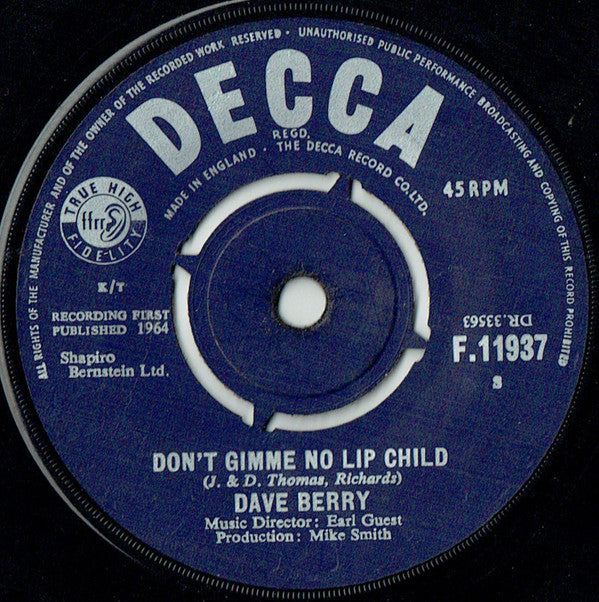 ALL RIGHTS OF THE MANUFACTURER AND OF THE OWNER OF THE RECORDED WORK RESERVED · UNAUTHORISED PUBLIC PERFORMANCE BROADCASTING AND COPYING OF THIS RECORD PROHIBITED
DECCA
REGD.
MADE IN ENGLAND · THE DECCA RECORD CO. LTD.
TRUE HIGH
ffrr
FIDELITY
45 RPM
K/T
RECORDING FIRST
PUBLISHED 1964
Shapiro
Bernstein Ltd.
DR.33563
F.11937
S
DON'T GIMME NO LIP CHILD
(J. & D. Thomas, Richards)
DAVE BERRY
Music Director: Earl Guest
Production: Mike Smith